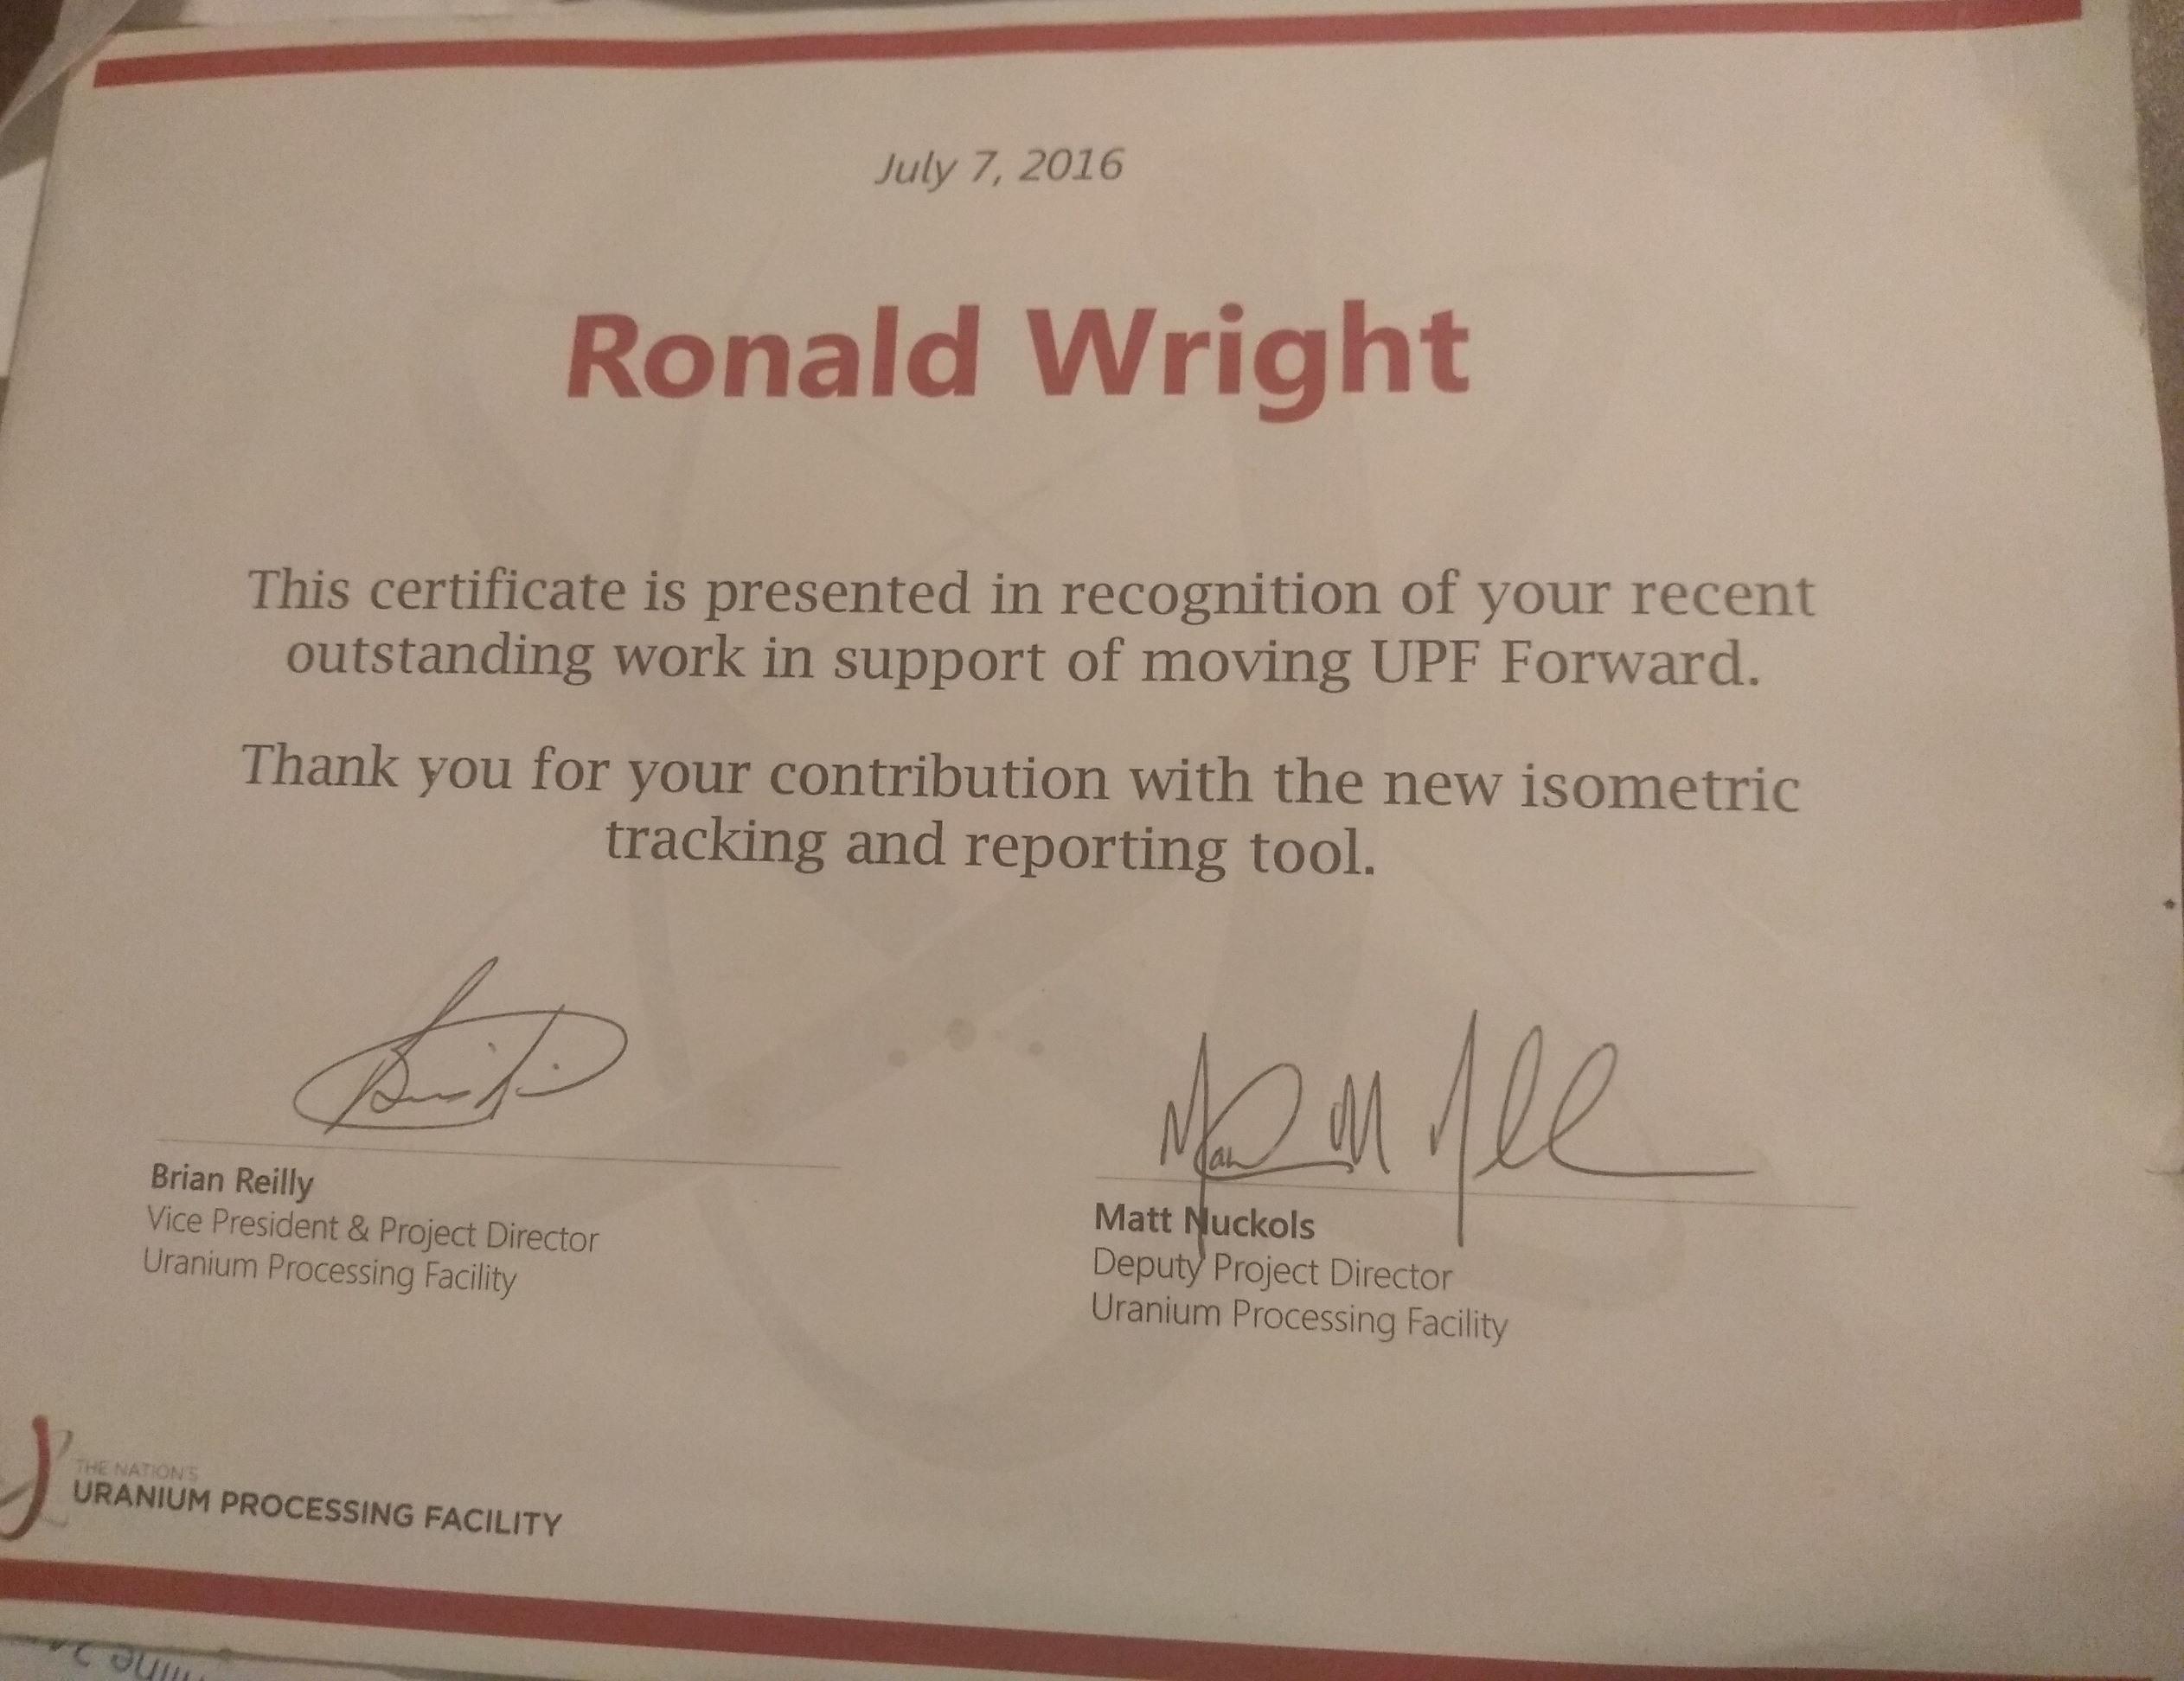 July 7, 2016
Ronald Wright
This certificate is presented in recognition of your recent
outstanding work in support of moving UPF Forward.
Thank you for your contribution with the new isometric
tracking and reporting tool.
Brian Reilly
Vice President & Project Director
Uranium Processing Facility
Matt Nuckols
Deputy Project Director
Uranium Processing Facility
THE NATION'S
URANIUM PROCESSING FACILITY